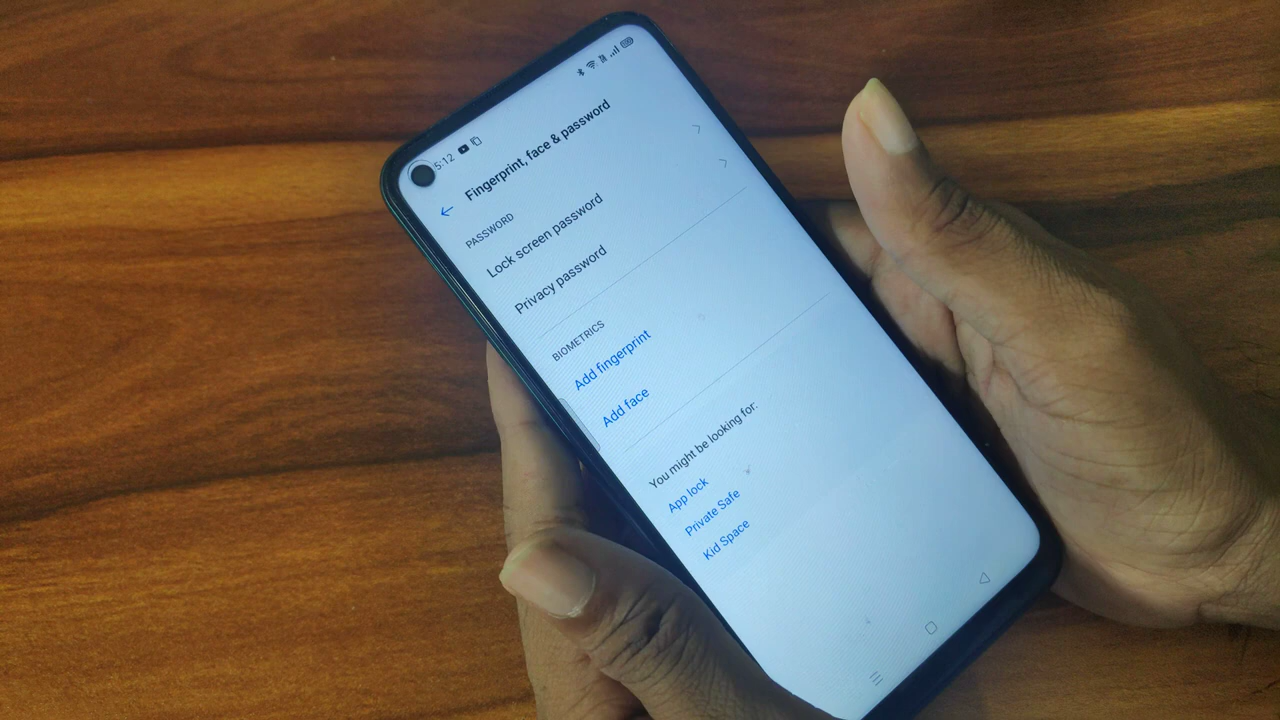 5:12
Fingerprint, face & password
PASSWORD
Lock screen password
Privacy password
BIOMETRICS
Add fingerprint
Add face
You might be looking for:
App lock
Private Safe
Kid Space